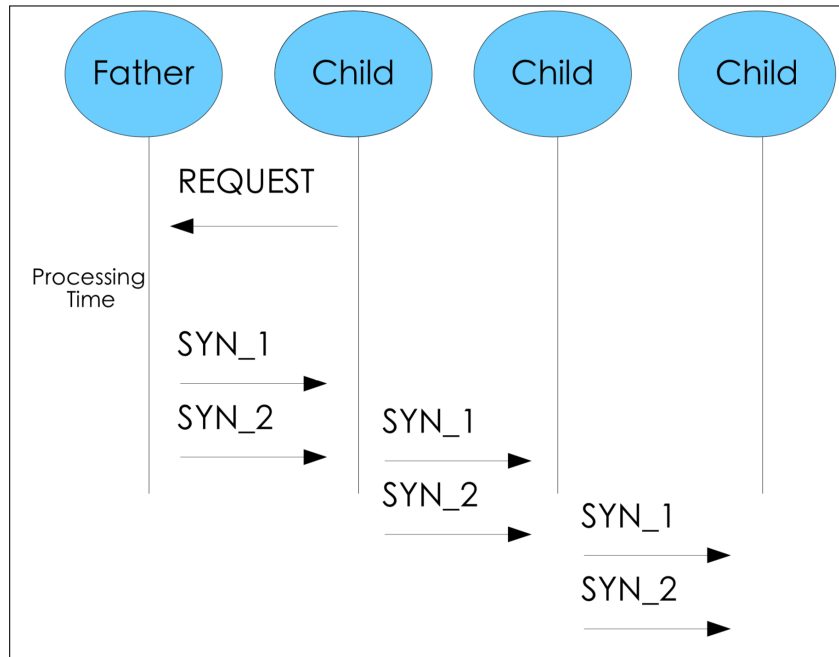 Father
Child
Child
Child
REQUEST
Processing
Time
SYN_1
SYN_2
SYN_1
SYN_2
SYN_1
SYN_2